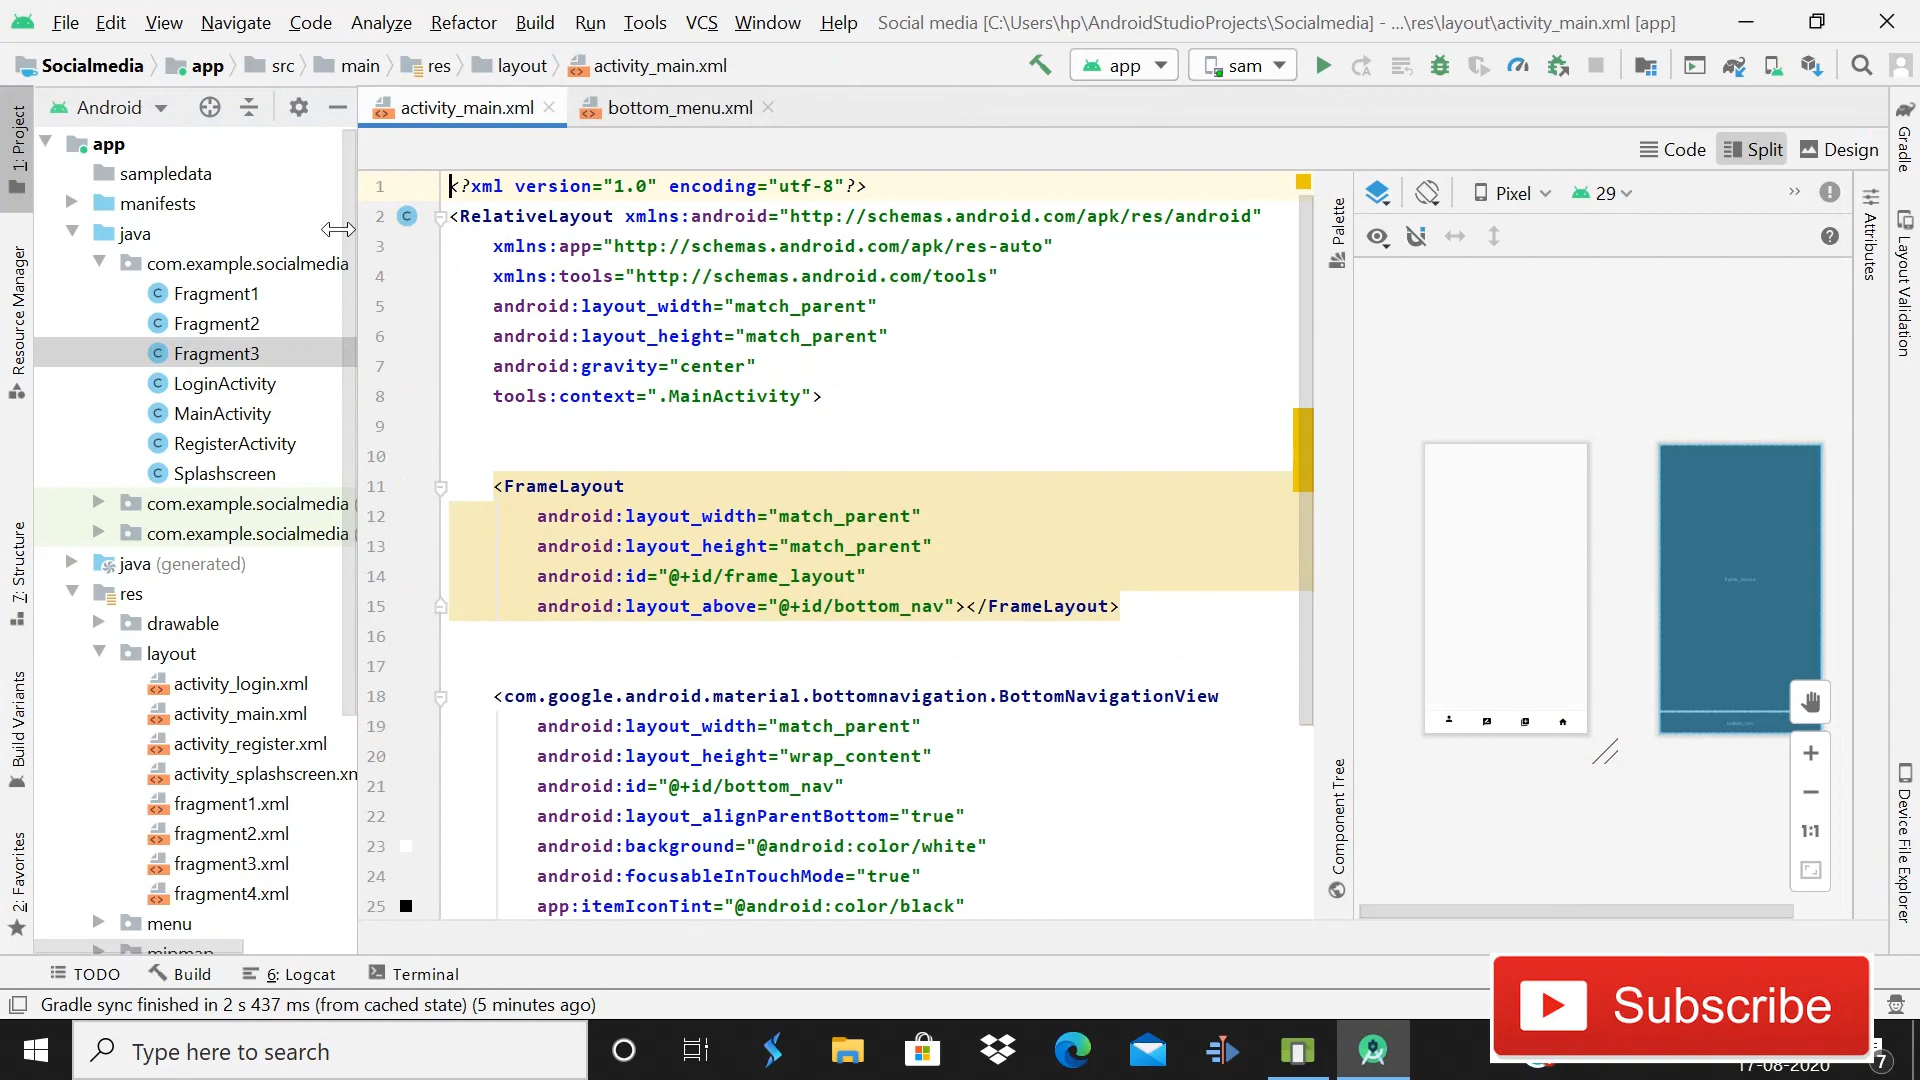 File Edit View Navigate Code Analyze Refactor Build Run Tools VCS Window Help Social media [C:\Users\hp\AndroidStudioProjects\Socialmedia] - ...\res\layout\activity_main.xml [app]
Socialmedia app src main res layout activity_main.xml app sam
Android activity_main.xml bottom_menu.xml
Code Split Design
1: Project
Resource Manager
7: Structure
Build Variants
2: Favorites
app
sampledata
manifests
java
com.example.socialmedia
Fragment1
Fragment2
Fragment3
LoginActivity
MainActivity
RegisterActivity
Splashscreen
com.example.socialmedia
com.example.socialmedia
java (generated)
res
drawable
layout
activity_login.xml
activity_main.xml
activity_register.xml
activity_splashscreen.xm
fragment1.xml
fragment2.xml
fragment3.xml
fragment4.xml
menu
mipmap
1 <?xml version="1.0" encoding="utf-8"?>
2 <RelativeLayout xmlns:android="http://schemas.android.com/apk/res/android"
3 xmlns:app="http://schemas.android.com/apk/res-auto"
4 xmlns:tools="http://schemas.android.com/tools"
5 android:layout_width="match_parent"
6 android:layout_height="match_parent"
7 android:gravity="center"
8 tools:context=".MainActivity">
9
10
11 <FrameLayout
12 android:layout_width="match_parent"
13 android:layout_height="match_parent"
14 android:id="@+id/frame_layout"
15 android:layout_above="@+id/bottom_nav"></FrameLayout>
16
17
18 <com.google.android.material.bottomnavigation.BottomNavigationView
19 android:layout_width="match_parent"
20 android:layout_height="wrap_content"
21 android:id="@+id/bottom_nav"
22 android:layout_alignParentBottom="true"
23 android:background="@android:color/white"
24 android:focusableInTouchMode="true"
25 app:itemIconTint="@android:color/black"
Palette
Component Tree
Pixel 29
frame_layout
1:1
Attributes
Gradle
Layout Validation
Device File Explorer
TODO Build 6: Logcat Terminal
Gradle sync finished in 2 s 437 ms (from cached state) (5 minutes ago)
Subscribe
Type here to search
17-08-2020
7